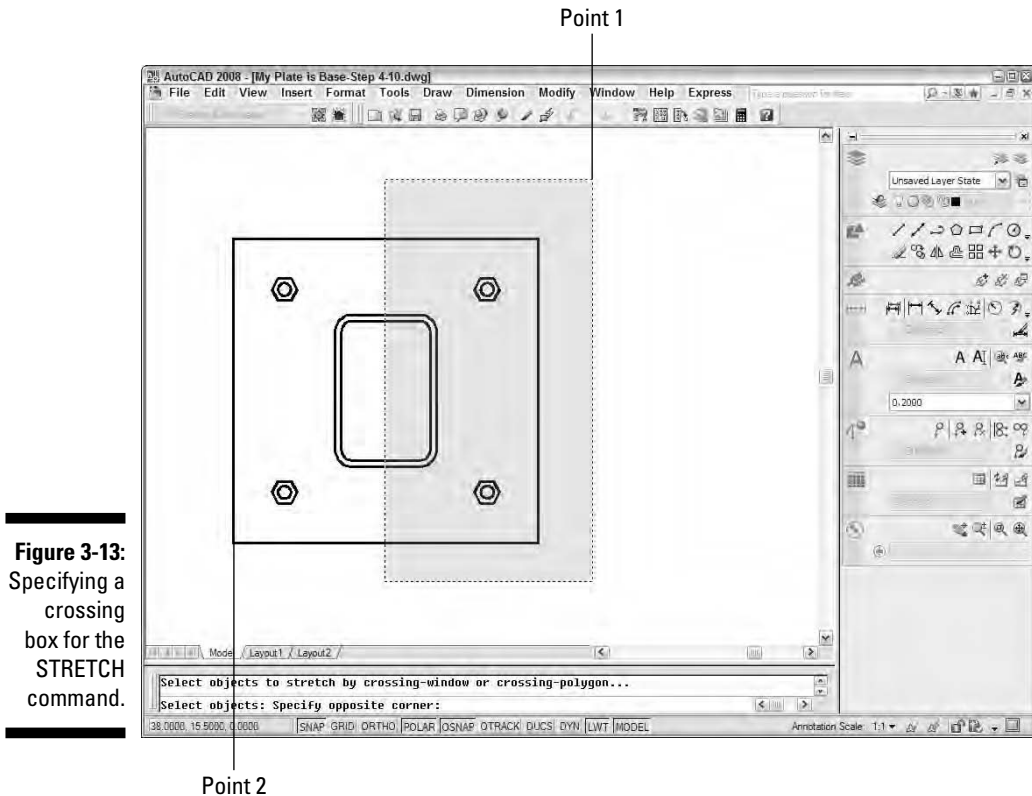 Point 1
AutoCAD 2008 - [My Plate is Base-Step 4-10.dwg]
File Edit View Insert Format Tools Draw Dimension Modify Window Help Express
Unsaved Layer State
A AI
A
0.2000
Figure 3-13:
Specifying a
crossing
box for the
STRETCH
command.
Model Layout1 Layout2
Select objects to stretch by crossing-window or crossing-polygon...
Select objects: Specify opposite corner:
38.0000, 15.5000, 0.0000 SNAP GRID ORTHO POLAR OSNAP OTRACK DUCS DYN LWT MODEL Annotation Scale: 1:1
Point 2